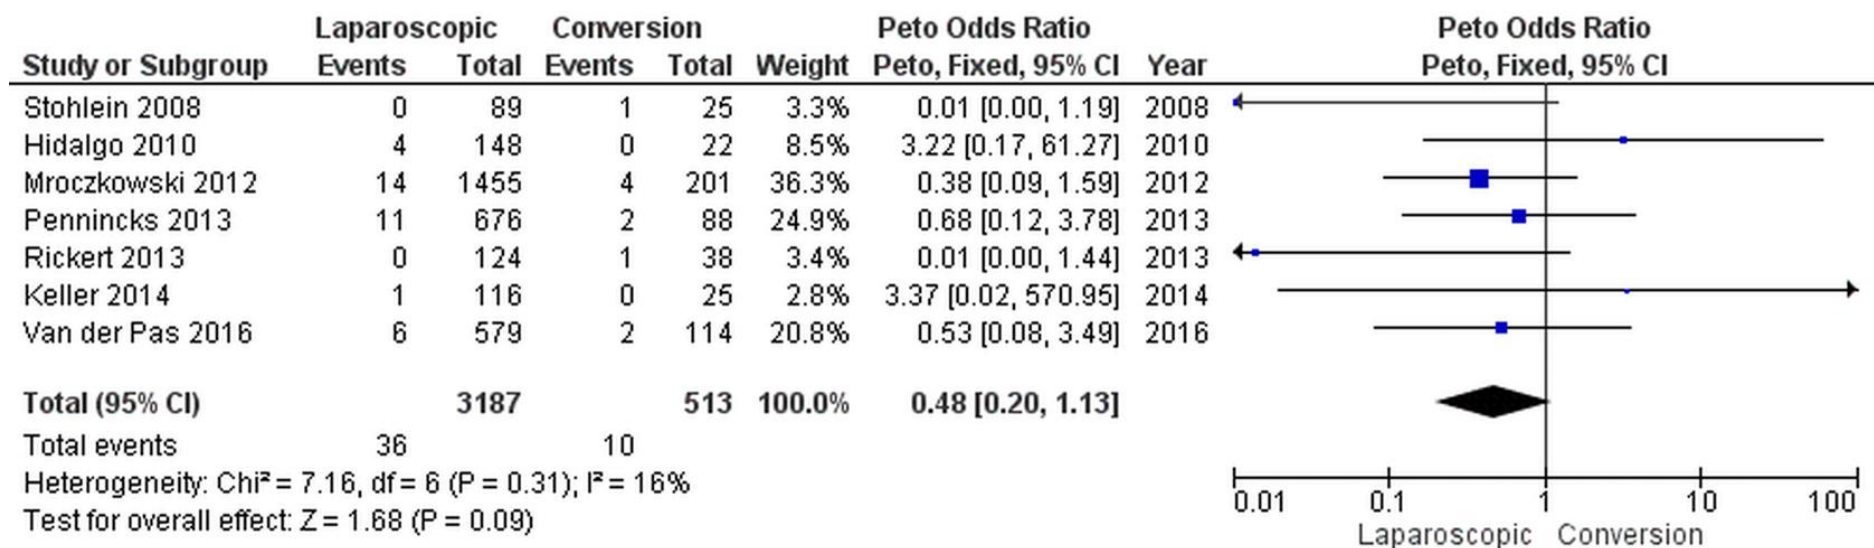 Laparoscopic Conversion Peto Odds Ratio Peto Odds Ratio
Study or Subgroup Events Total Events Total Weight Peto, Fixed, 95% CI Year Peto, Fixed, 95% CI
Stohlein 2008 0 89 1 25 3.3% 0.01 [0.00, 1.19] 2008
Hidalgo 2010 4 148 0 22 8.5% 3.22 [0.17, 61.27] 2010
Mroczkowski 2012 14 1455 4 201 36.3% 0.38 [0.09, 1.59] 2012
Pennincks 2013 11 676 2 88 24.9% 0.68 [0.12, 3.78] 2013
Rickert 2013 0 124 1 38 3.4% 0.01 [0.00, 1.44] 2013
Keller 2014 1 116 0 25 2.8% 3.37 [0.02, 570.95] 2014
Van der Pas 2016 6 579 2 114 20.8% 0.53 [0.08, 3.49] 2016
Total (95% CI) 3187 513 100.0% 0.48 [0.20, 1.13]
Total events 36 10
Heterogeneity: Chi² = 7.16, df = 6 (P = 0.31); I² = 16%
Test for overall effect: Z = 1.68 (P = 0.09)
0.01 0.1 1 10 100
Laparoscopic Conversion